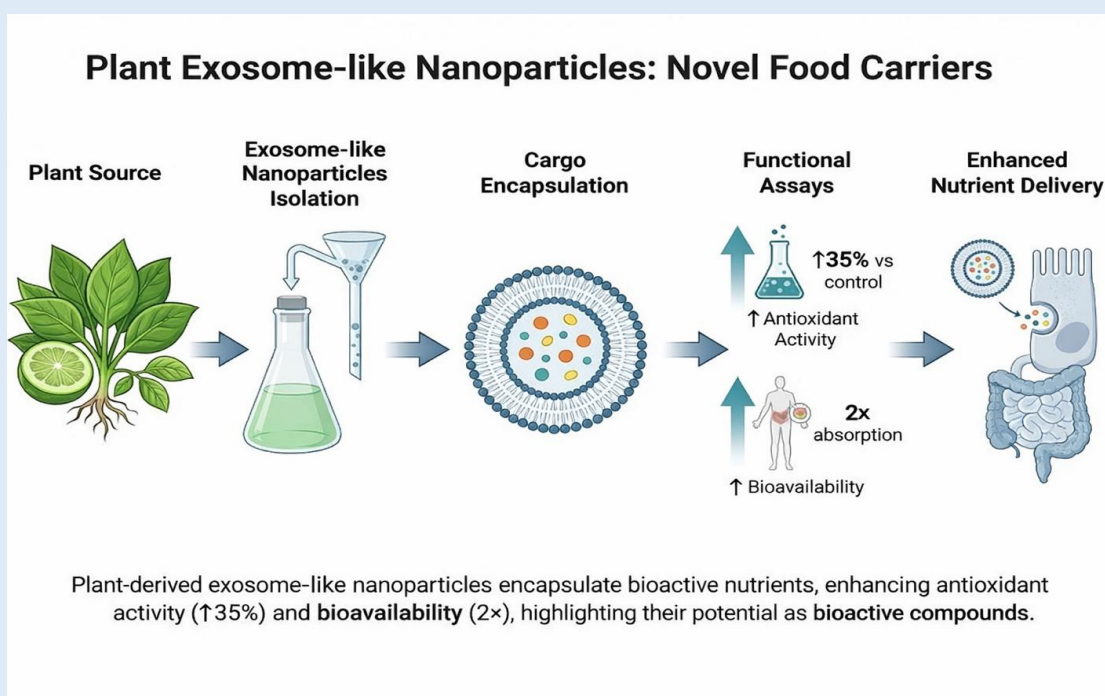 Plant Exosome-like Nanoparticles: Novel Food Carriers
Plant Source
Exosome-like
Nanoparticles
Isolation
Cargo
Encapsulation
Functional
Assays
Enhanced
Nutrient Delivery
↑35% vs
control
↑ Antioxidant
Activity
2x
absorption
↑ Bioavailability
Plant-derived exosome-like nanoparticles encapsulate bioactive nutrients, enhancing antioxidant
activity (↑35%) and bioavailability (2×), highlighting their potential as bioactive compounds.